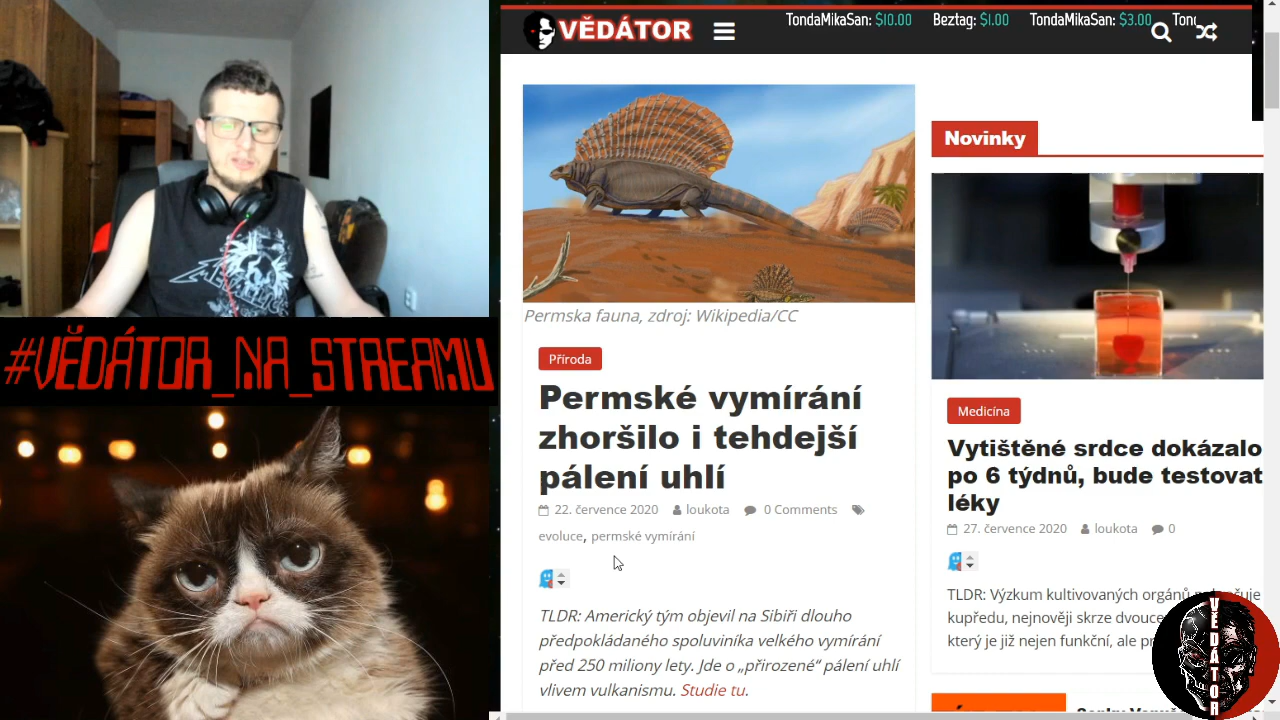 VĚDÁTOR
TondaMikaSan: $10.00 Beztag: $1.00 TondaMikaSan: $3.00
Permska fauna, zdroj: Wikipedia/CC
Příroda
Permské vymírání
zhoršilo i tehdejší
pálení uhlí
22. července 2020 loukota 0 Comments
evoluce, permské vymírání
TLDR: Americký tým objevil na Sibiři dlouho
předpokládaného spoluviníka velkého vymírání
před 250 miliony lety. Jde o „přirozené“ pálení uhlí
vlivem vulkanismu. Studie tu.
Novinky
Medicína
Vytištěné srdce dokázalo
po 6 týdnů, bude testovat
léky
27. července 2020 loukota 0
TLDR: Výzkum kultivovaných orgánů
kupředu, nejnověji skrze
který je již nejen funkční, ale
#VĚDÁTOR_NA_STREAMU
VĚDÁTOR